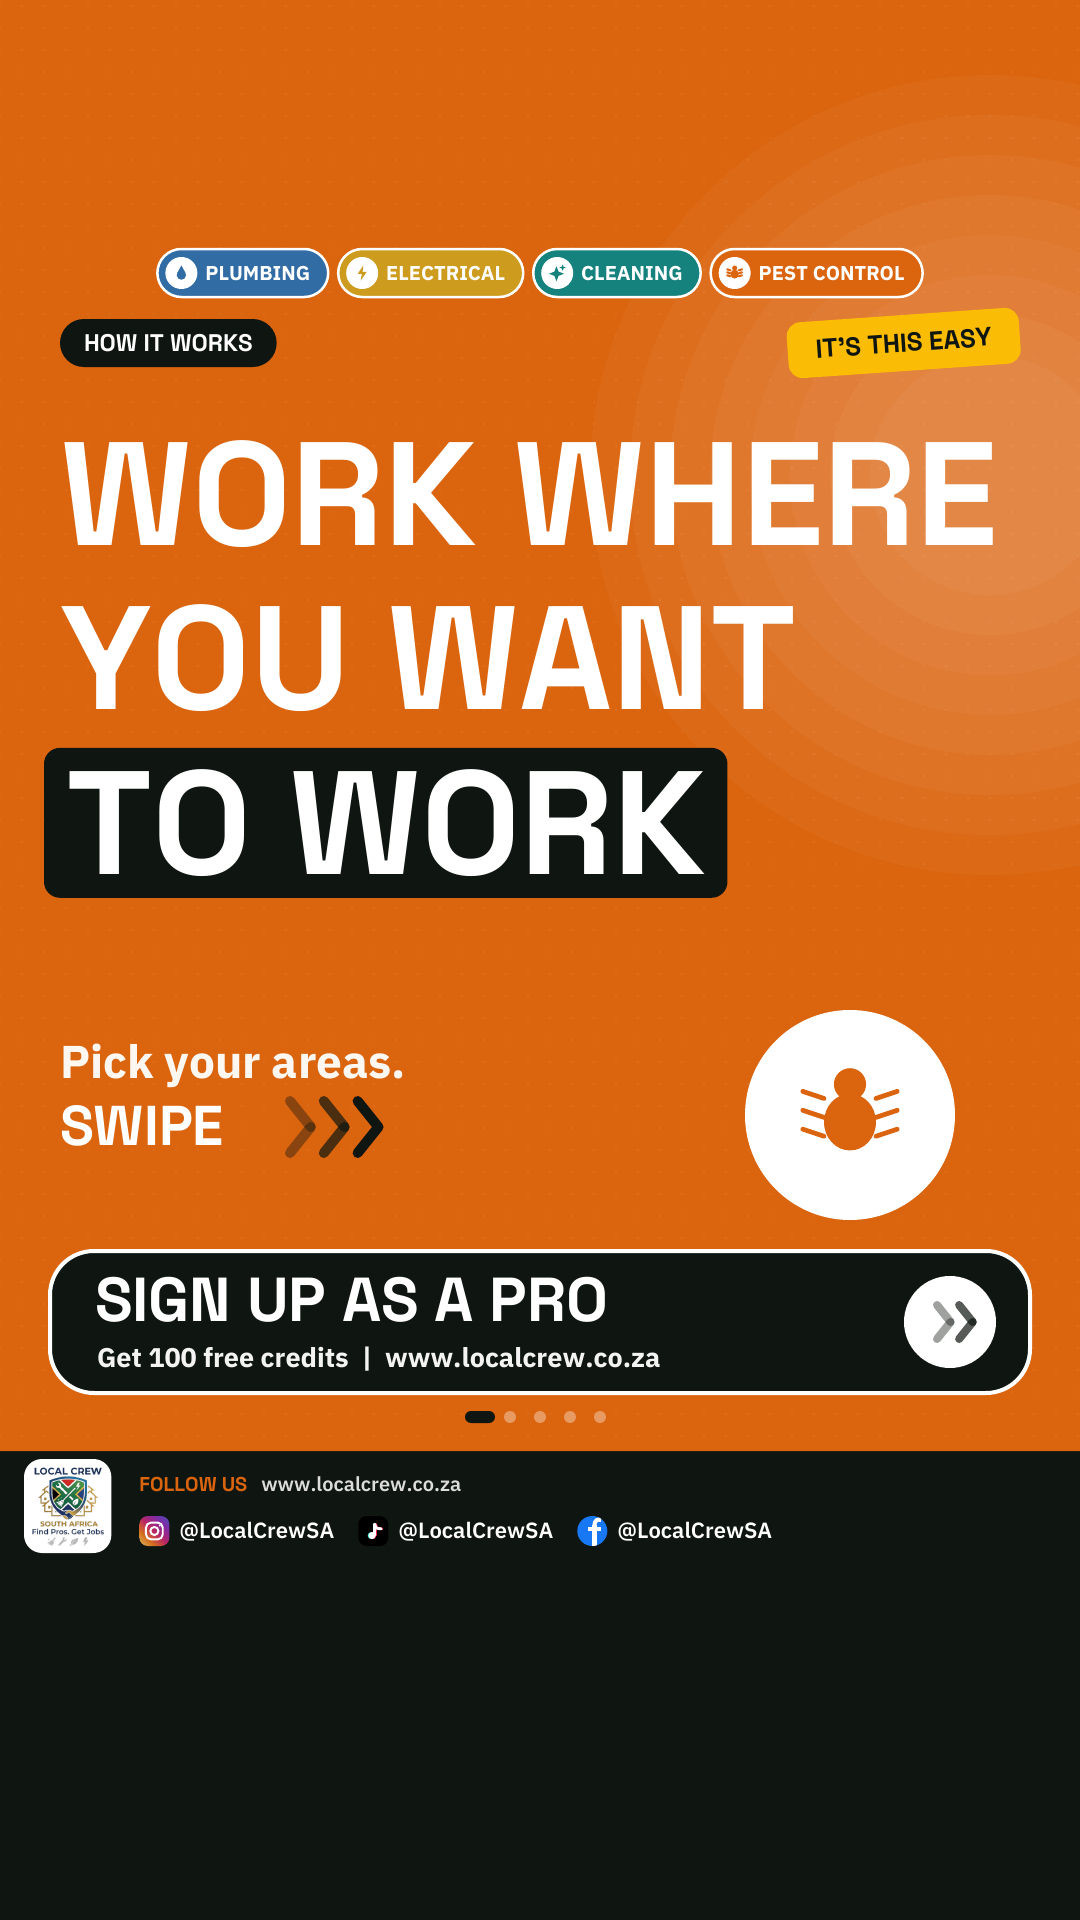 PLUMBING ELECTRICAL CLEANING PEST CONTROL
HOW IT WORKS
IT'S THIS EASY
WORK WHERE
YOU WANT
TO WORK
Pick your areas.
SWIPE
SIGN UP AS A PRO
Get 100 free credits | www.localcrew.co.za
LOCAL CREW
SOUTH AFRICA
Find Pros. Get Jobs
FOLLOW US www.localcrew.co.za
@LocalCrewSA @LocalCrewSA @LocalCrewSA